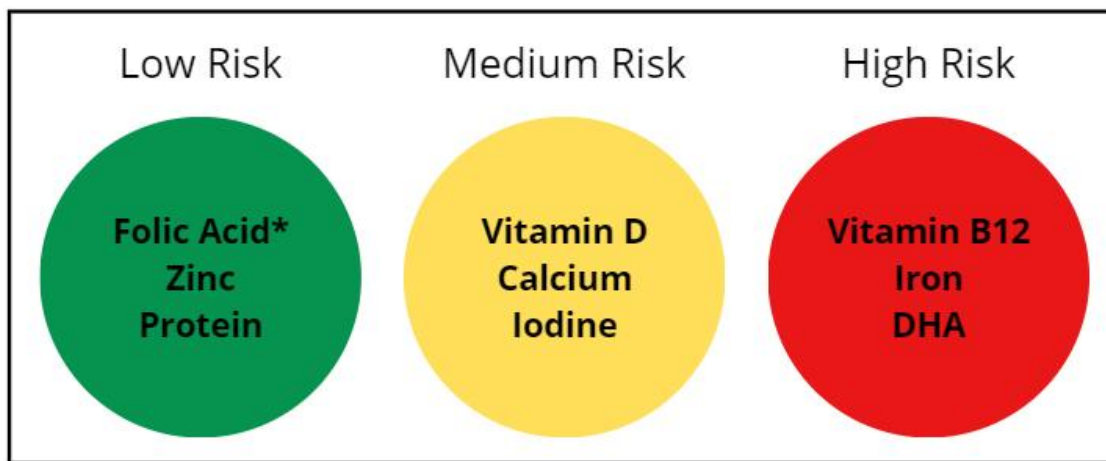 Low Risk
Medium Risk
High Risk
Folic Acid*
Zinc
Protein
Vitamin D
Calcium
Iodine
Vitamin B12
Iron
DHA